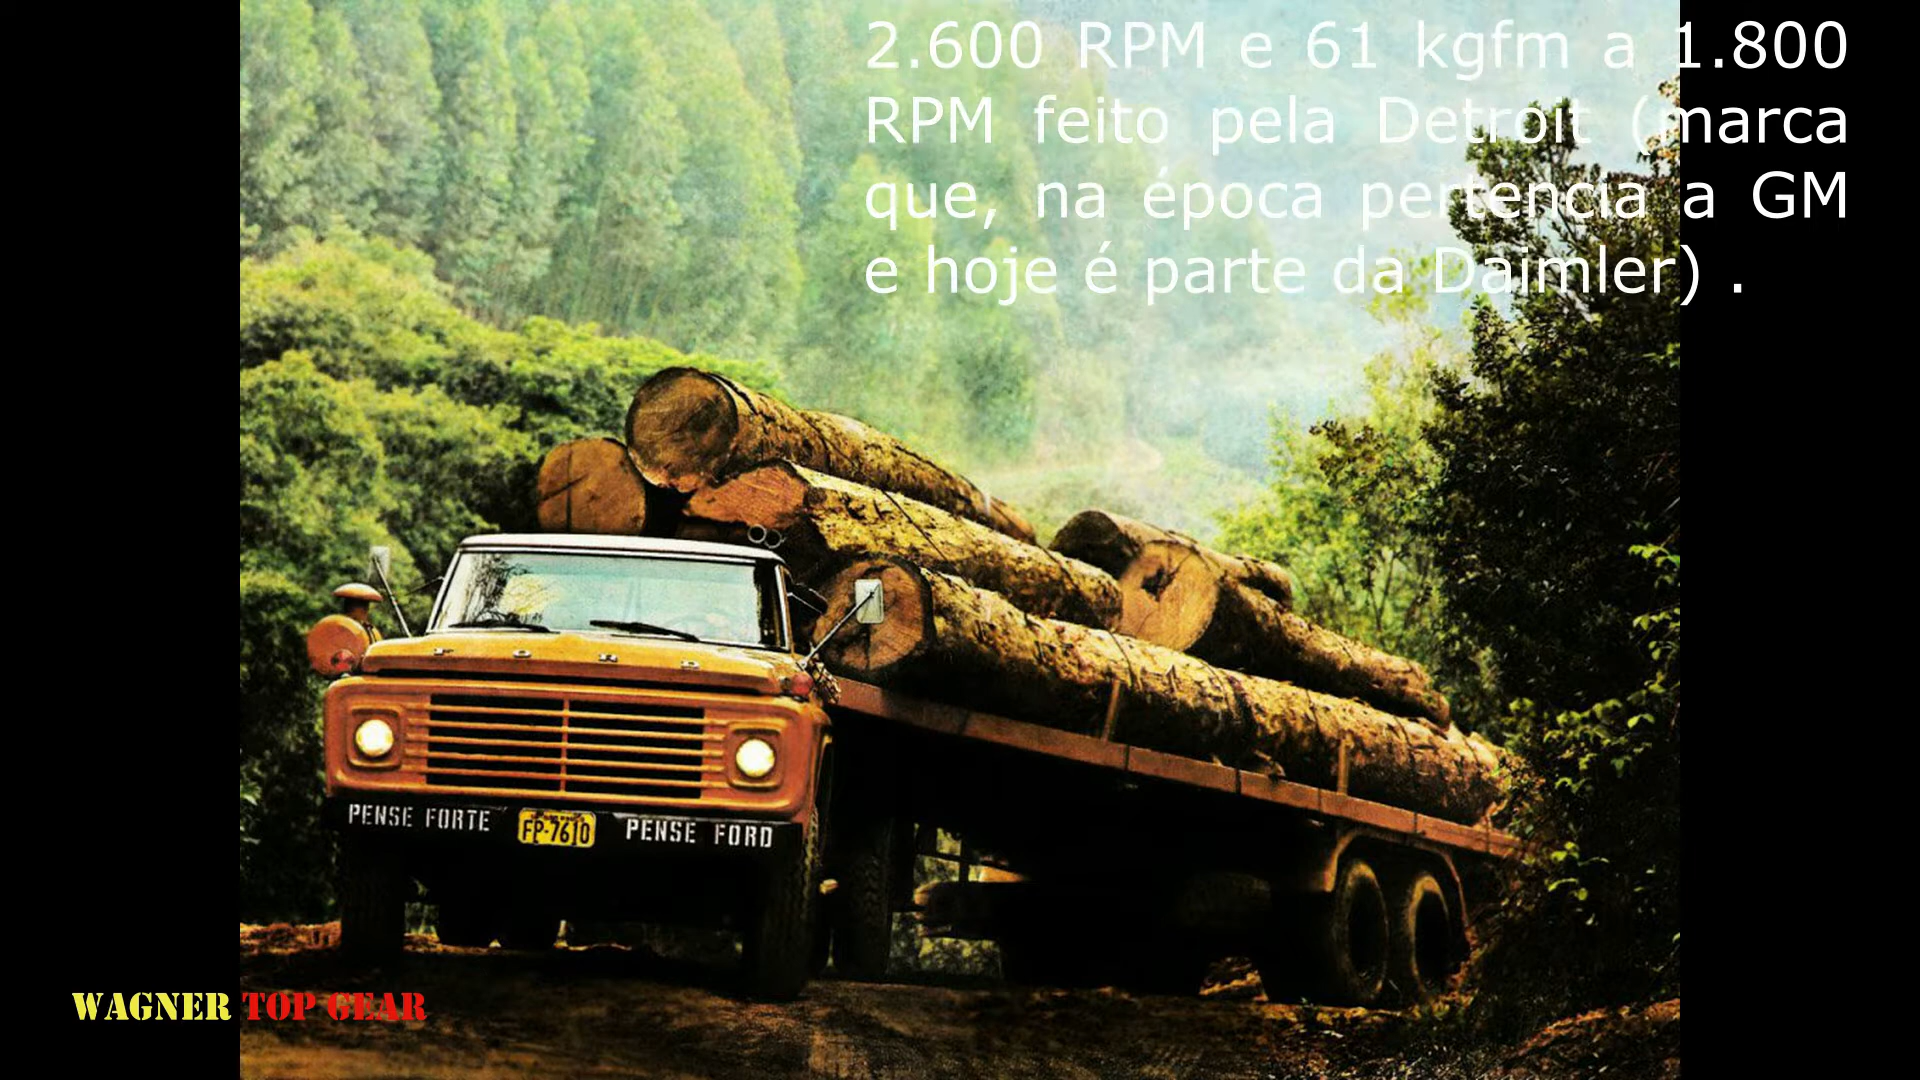 2.600 RPM e 61 kgfm a 1.800
RPM feito pela Detroit (marca
que, na época pertencia a GM
e hoje é parte da Daimler) .
FORD
PENSE FORTE
FP-7610
PENSE FORD
WAGNER TOP GEAR